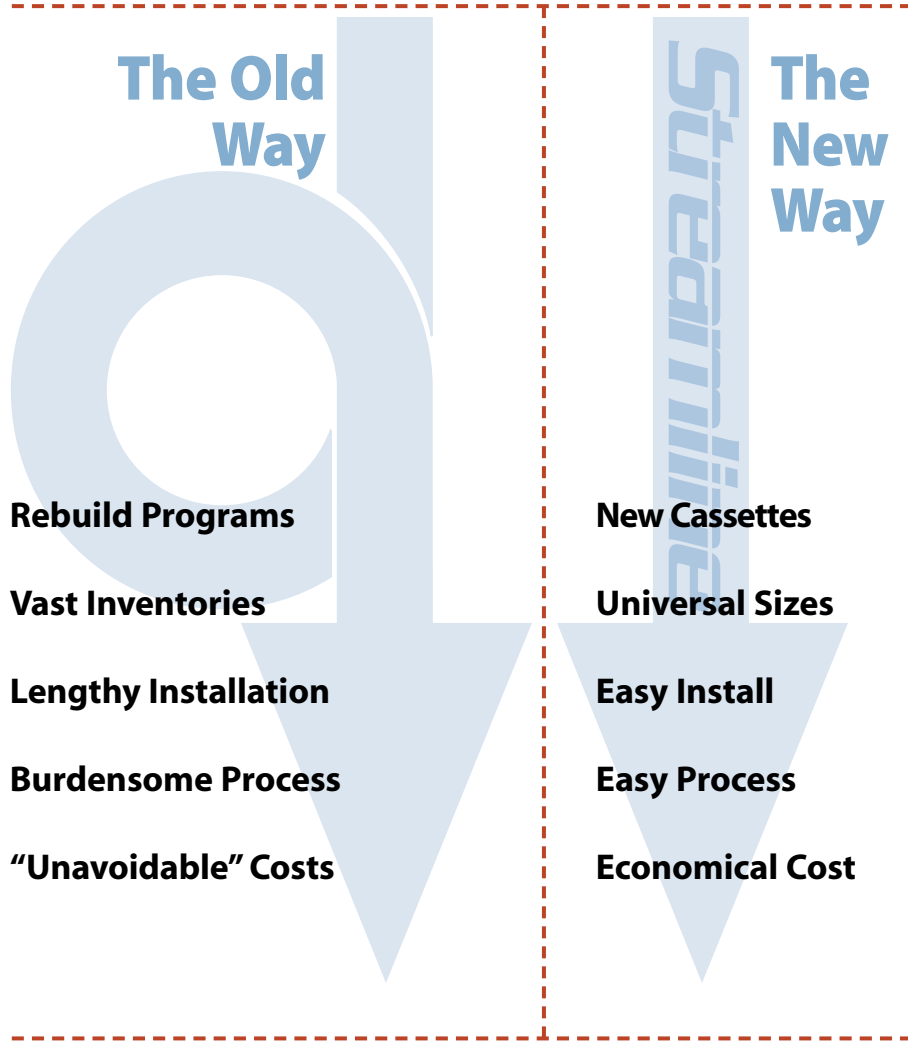 The Old
Way
Rebuild Programs
Vast Inventories
Lengthy Installation
Burdensome Process
“Unavoidable” Costs
Streamline
The
New
Way
New Cassettes
Universal Sizes
Easy Install
Easy Process
Economical Cost